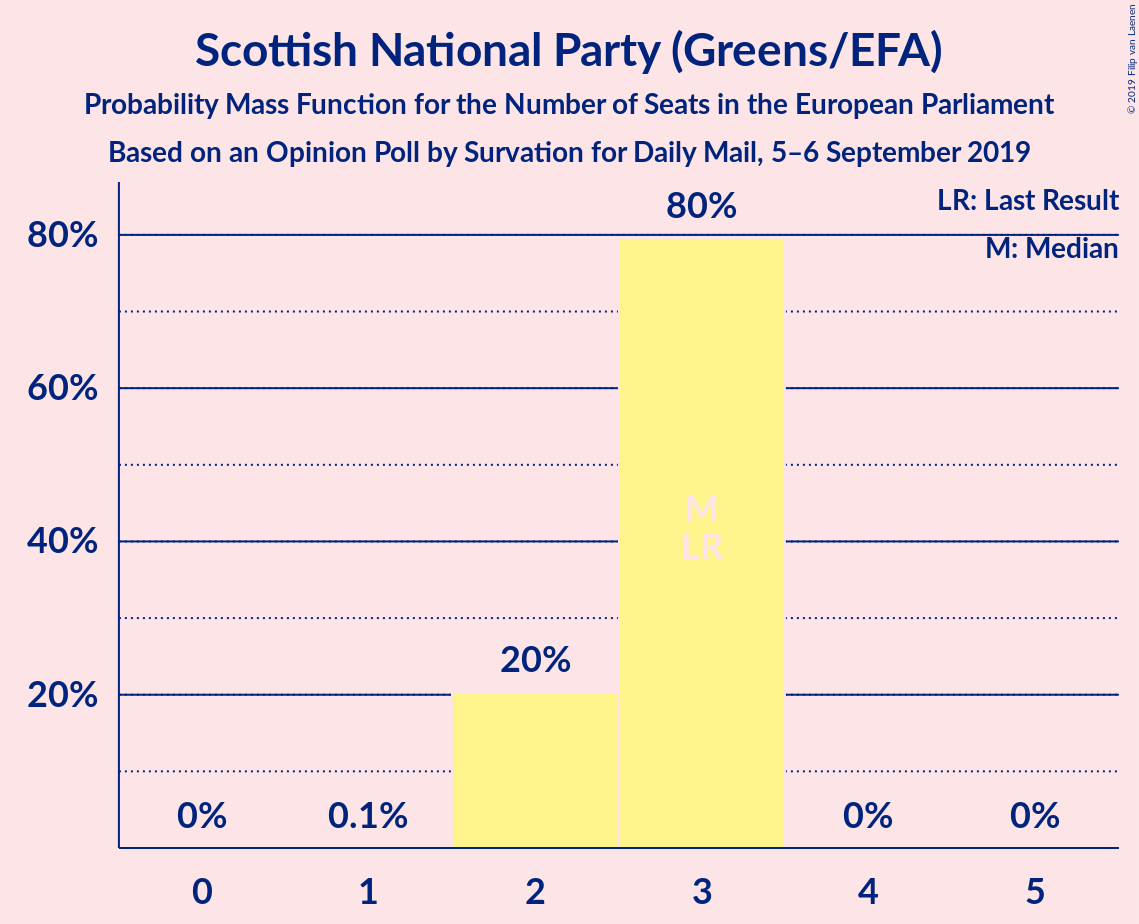 Scottish National Party (Greens/EFA)
Probability Mass Function for the Number of Seats in the European Parliament
Based on an Opinion Poll by Survation for Daily Mail, 5–6 September 2019
© 2019 Filip van Laenen
LR: Last Result
M: Median
80%
60%
40%
20%
0%
0.1%
20%
80%
M
LR
0%
0%
0
1
2
3
4
5